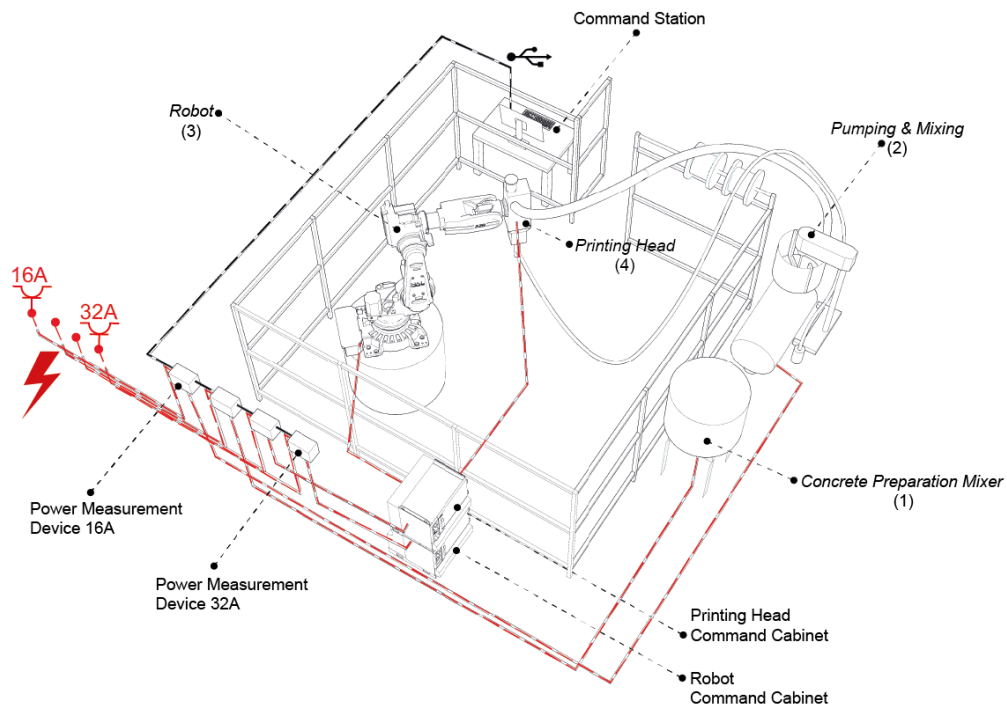 Command Station
Robot
(3)
Pumping & Mixing
(2)
Printing Head
(4)
16A
32A
Concrete Preparation Mixer
(1)
Power Measurement
Device 16A
Power Measurement
Device 32A
Printing Head
Command Cabinet
Robot
Command Cabinet